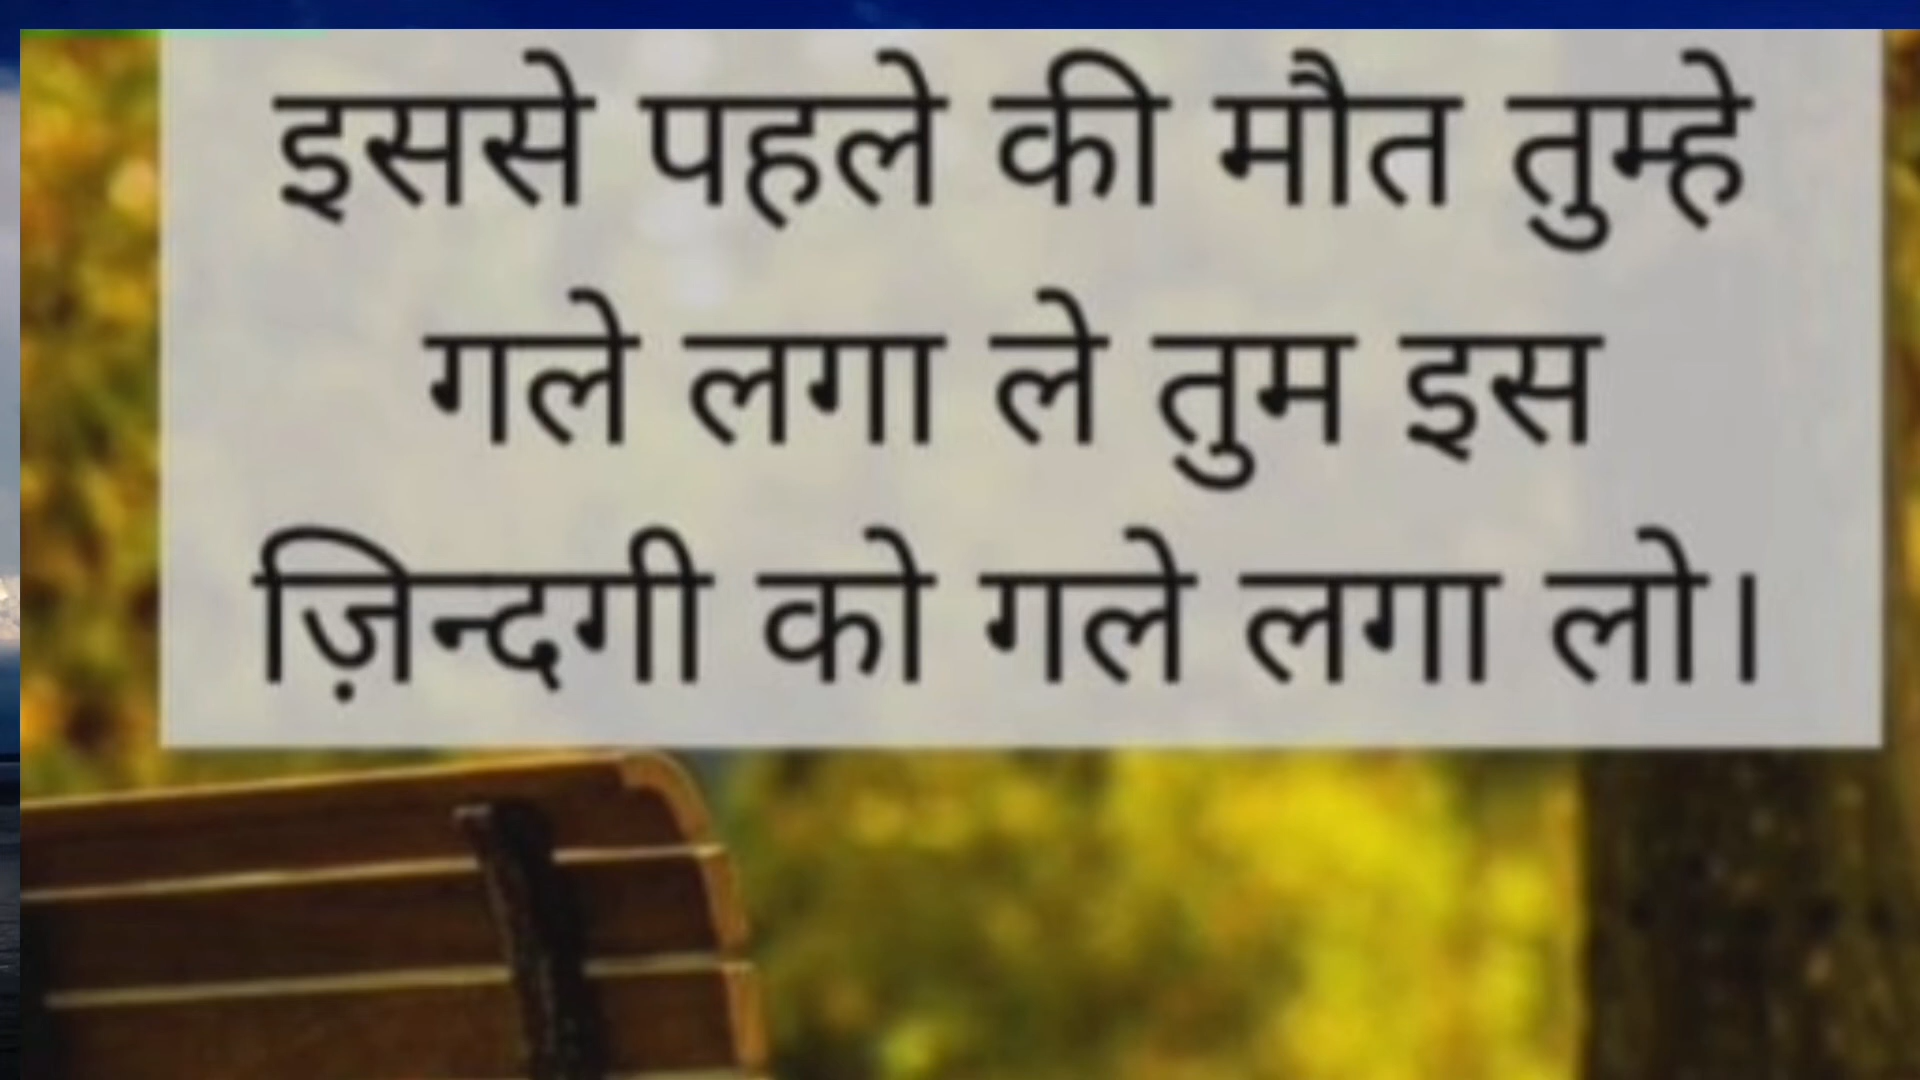 इससे पहले की मौत तुम्हे
गले लगा ले तुम इस
ज़िन्दगी को गले लगा लो।